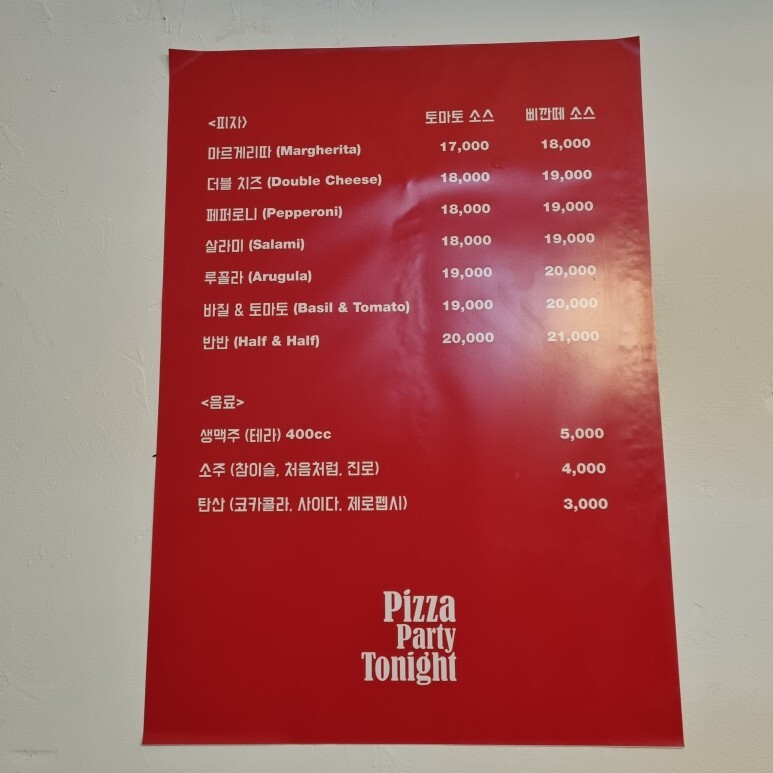 <피자> 토마토 소스 삐깐떼 소스
마르게리따 (Margherita) 17,000 18,000
더블 치즈 (Double Cheese) 18,000 19,000
페퍼로니 (Pepperoni) 18,000 19,000
살라미 (Salami) 18,000 19,000
루꼴라 (Arugula) 19,000 20,000
바질 & 토마토 (Basil & Tomato) 19,000 20,000
반반 (Half & Half) 20,000 21,000
<음료>
생맥주 (테라) 400cc 5,000
소주 (참이슬, 처음처럼, 진로) 4,000
탄산 (코카콜라, 사이다, 제로펩시) 3,000
Pizza
Party
Tonight